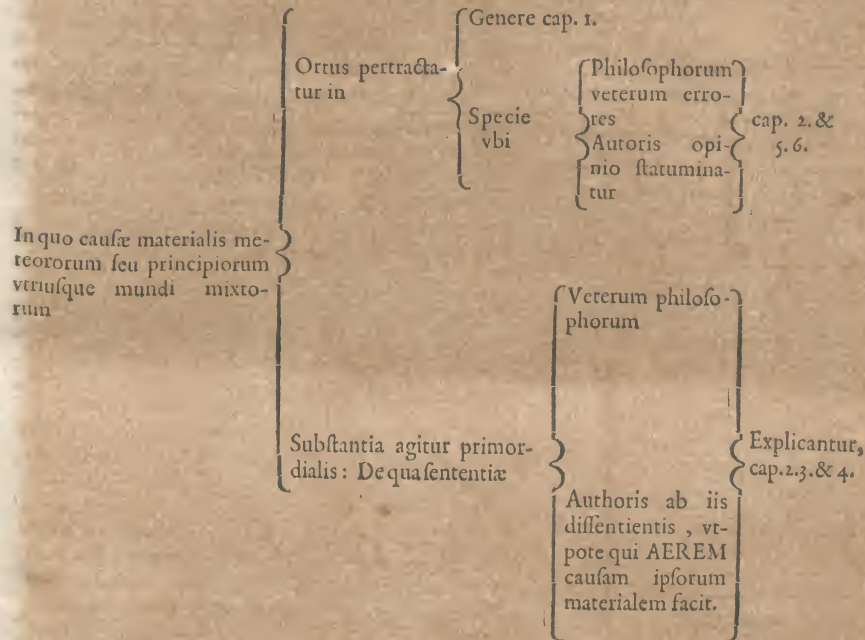 Genere cap. 1.
Ortus pertracta-
tur in
Specie
vbi
Philoſophorum
veterum erro-
res
Autoris opi-
nio ſtatumina-
tur
cap. 2. &
5. 6.
In quo cauſæ materialis me-
teororum ſeu principiorum
vtriuſque mundi mixto-
rum
Subſtantia agitur primor-
dialis : De qua ſententiæ
Veterum philoſo-
phorum
Authoris ab iis
diſſentientis , vt-
pote qui AEREM
cauſam ipſorum
materialem facit.
Explicantur,
cap. 2. 3. & 4.